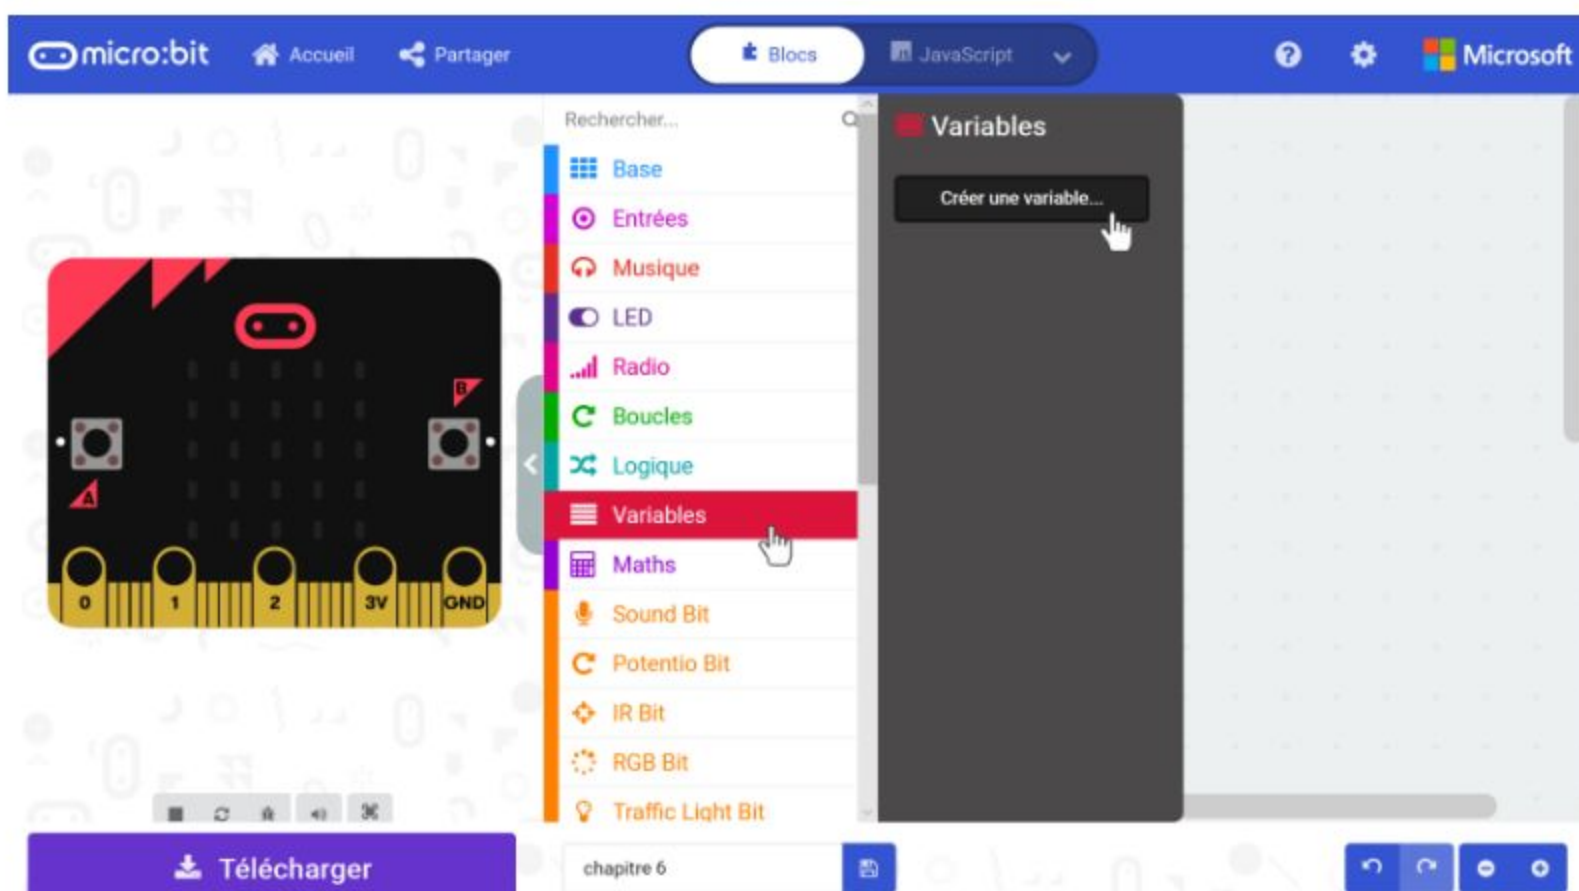 micro:bit Accueil Partager Blocs JavaScript Microsoft
Rechercher...
Base
Entrées
Musique
LED
Radio
Boucles
Logique
Variables
Maths
Sound Bit
Potentio Bit
IR Bit
RGB Bit
Traffic Light Bit
Variables
Créer une variable...
B
A
0 1 2 3V GND
Télécharger
chapitre 6